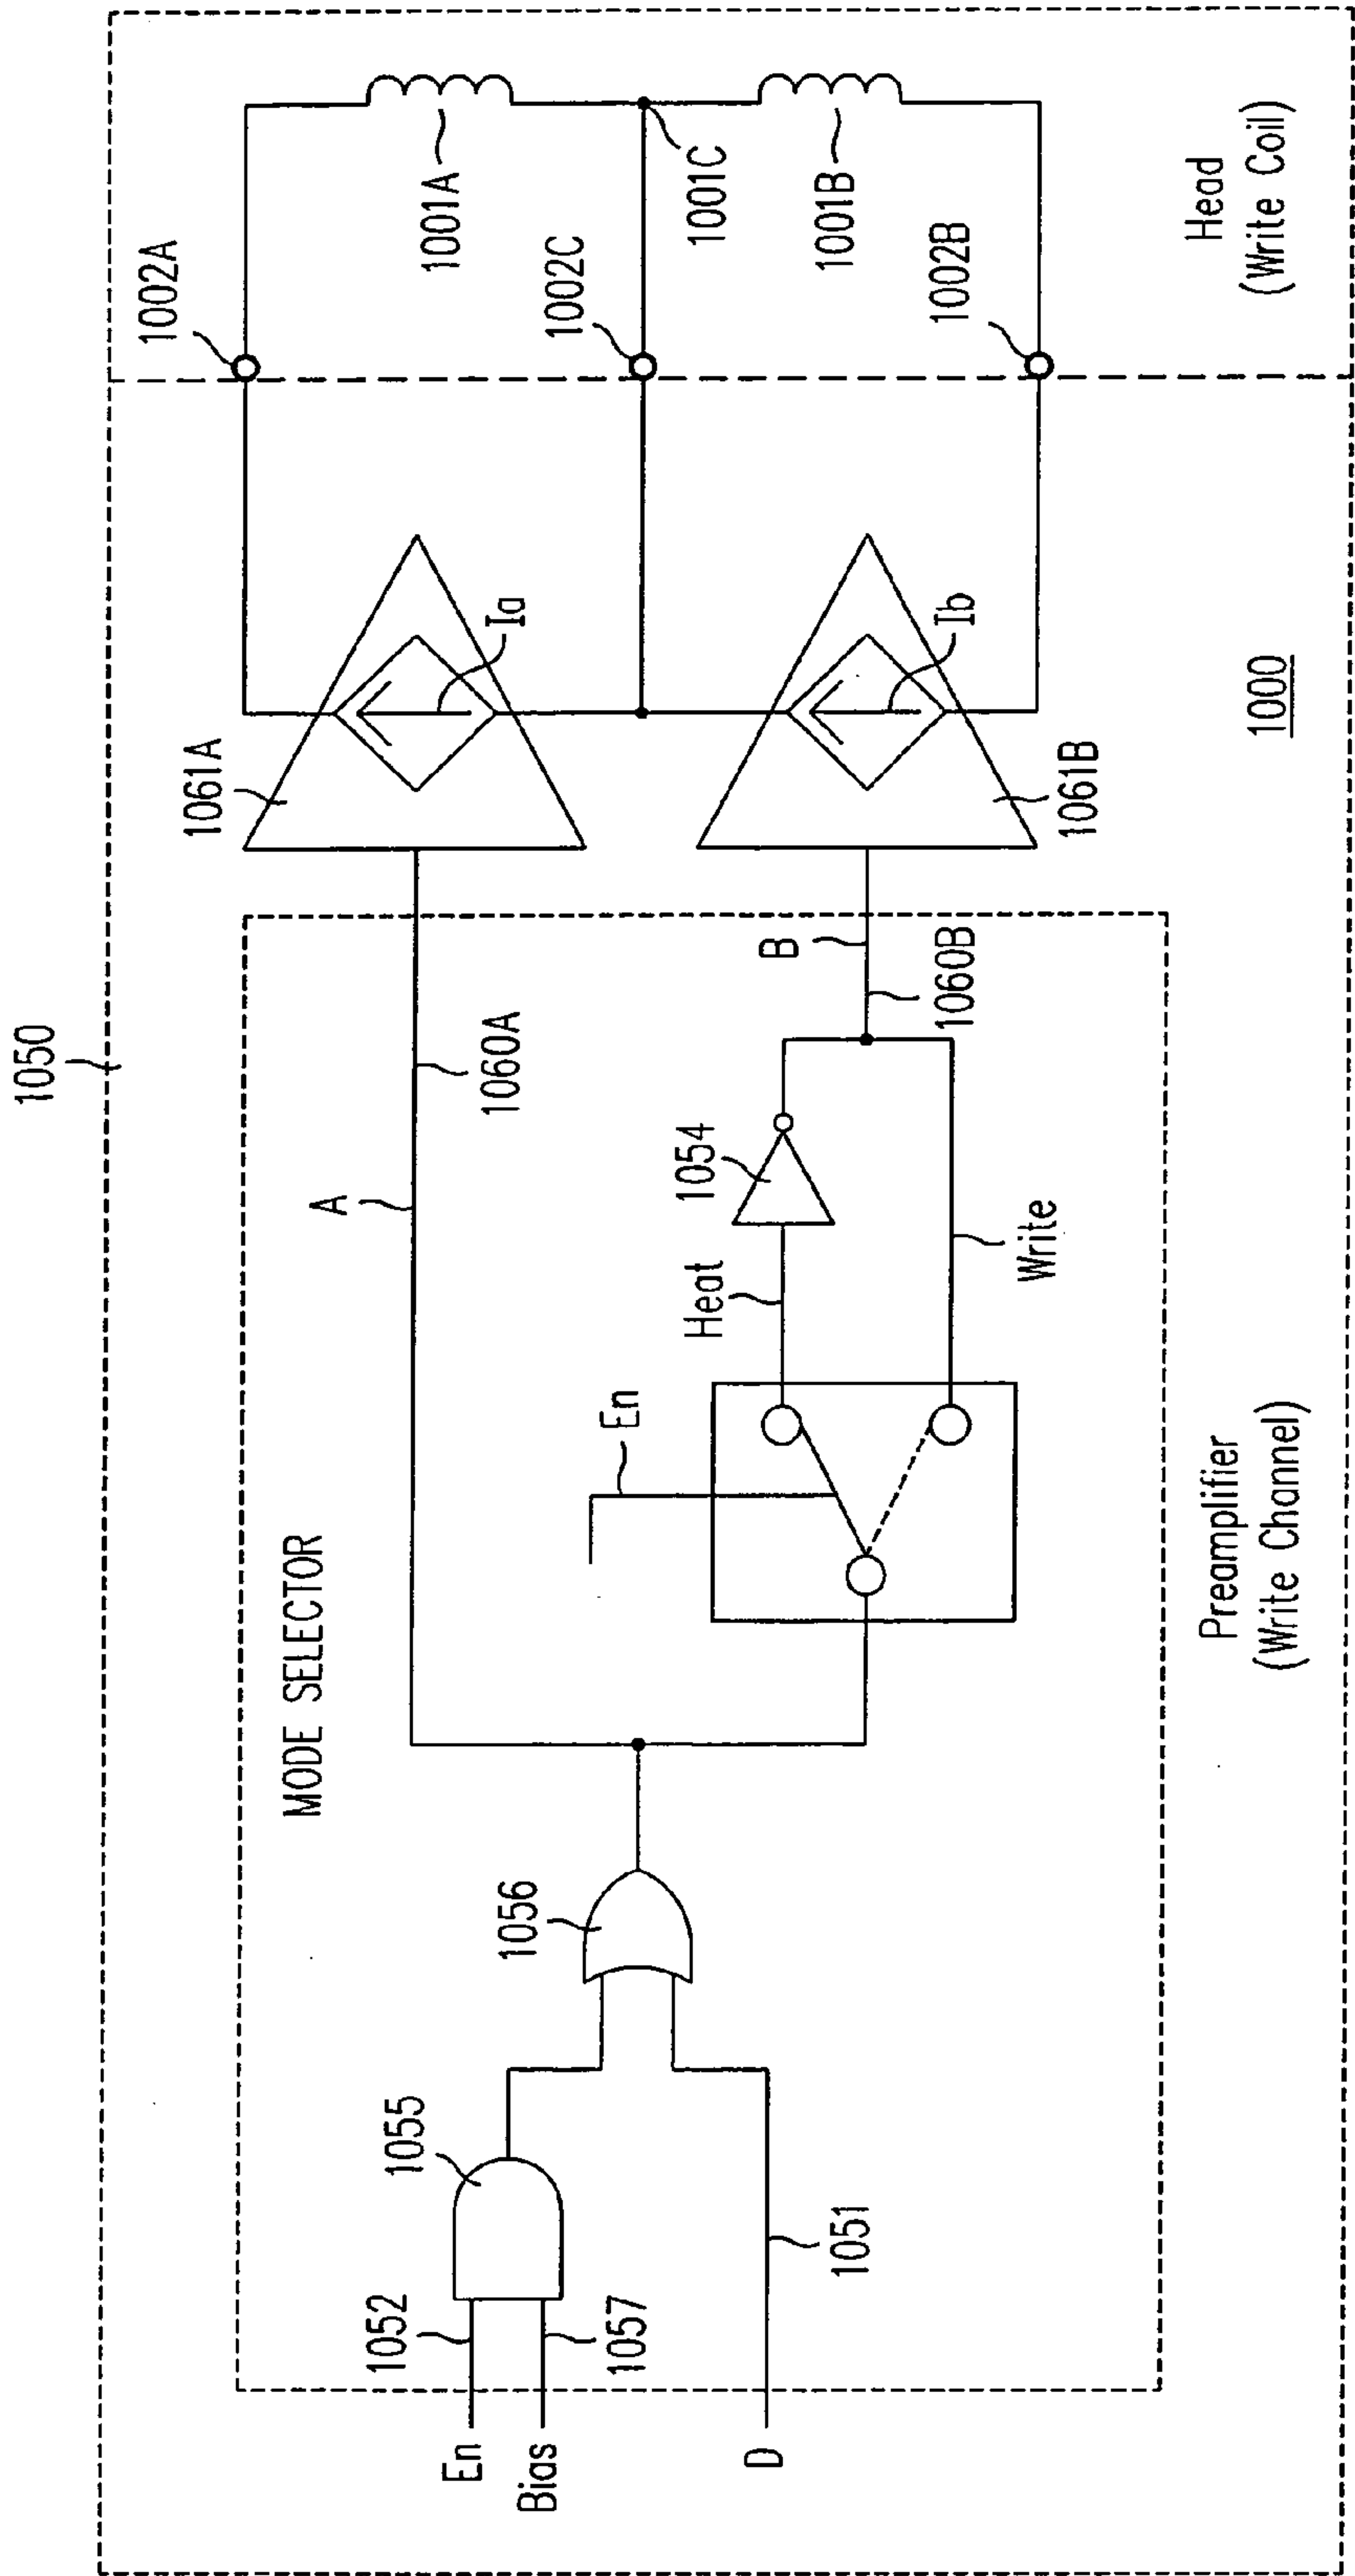 1050
1002A
1001A
1061A
Ia
1002C
1001C
A
1060A
MODE SELECTOR
1001B
1002B
Ib
1061B
B
1060B
1054
Heat
Write
En
1056
1055
1052
En
Bias
1057
D
1051
1000
Head
(Write Coil)
Preamplifier
(Write Channel)